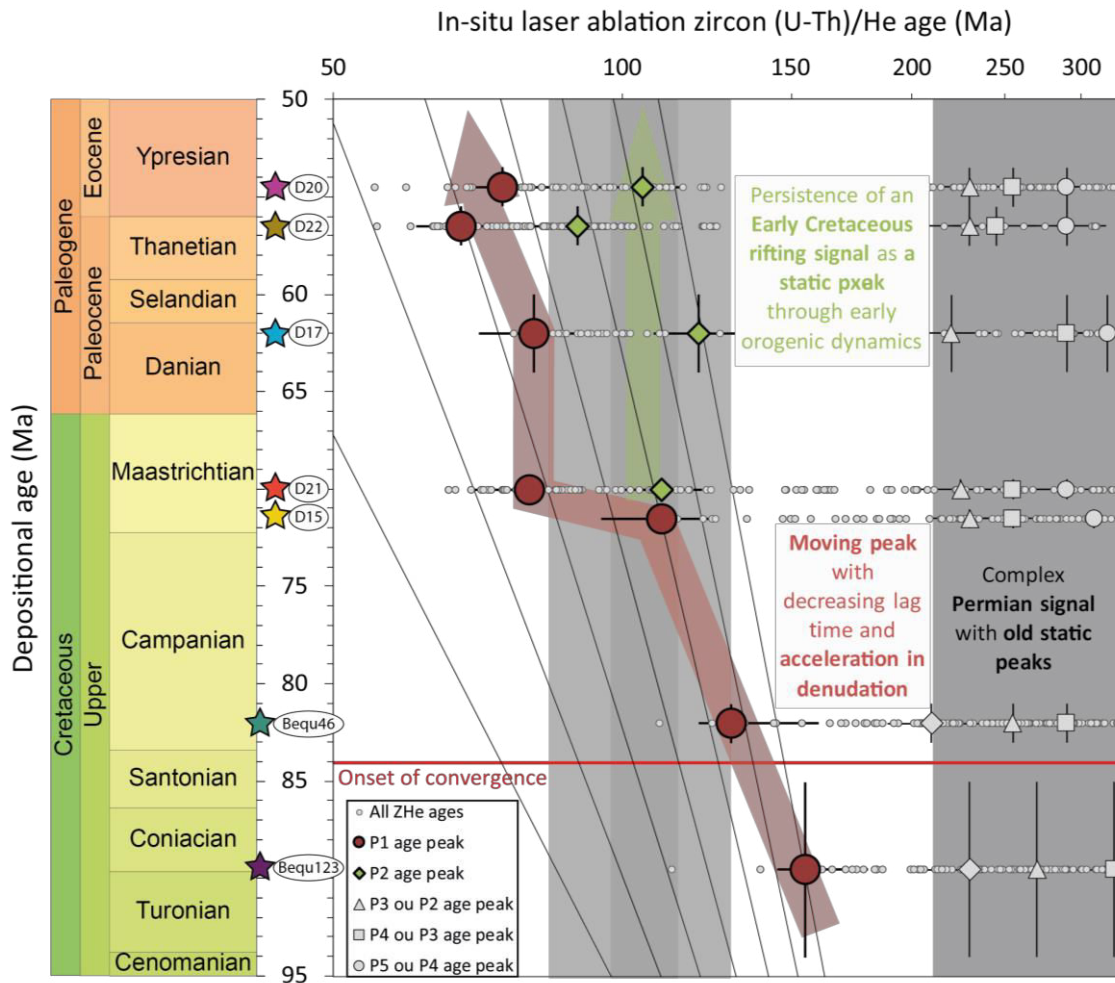 In-situ laser ablation zircon (U-Th)/He age (Ma)
50 100 150 200 250 300
Depositional age (Ma)
Paleogene
Cretaceous
Eocene
Paleocene
Upper
Ypresian
Thanetian
Selandian
Danian
Maastrichtian
Campanian
Santonian
Coniacian
Turonian
Cenomanian
50
60
65
75
80
85
95
D20
D22
D17
D21
D15
Bequ46
Bequ123
Persistence of an
Early Cretaceous
rifting signal as a
static pxak
through early
orogenic dynamics
Moving peak
with
decreasing lag
time and
acceleration in
denudation
Complex
Permian signal
with old static
peaks
Onset of convergence
All ZHe ages
P1 age peak
P2 age peak
P3 ou P2 age peak
P4 ou P3 age peak
P5 ou P4 age peak